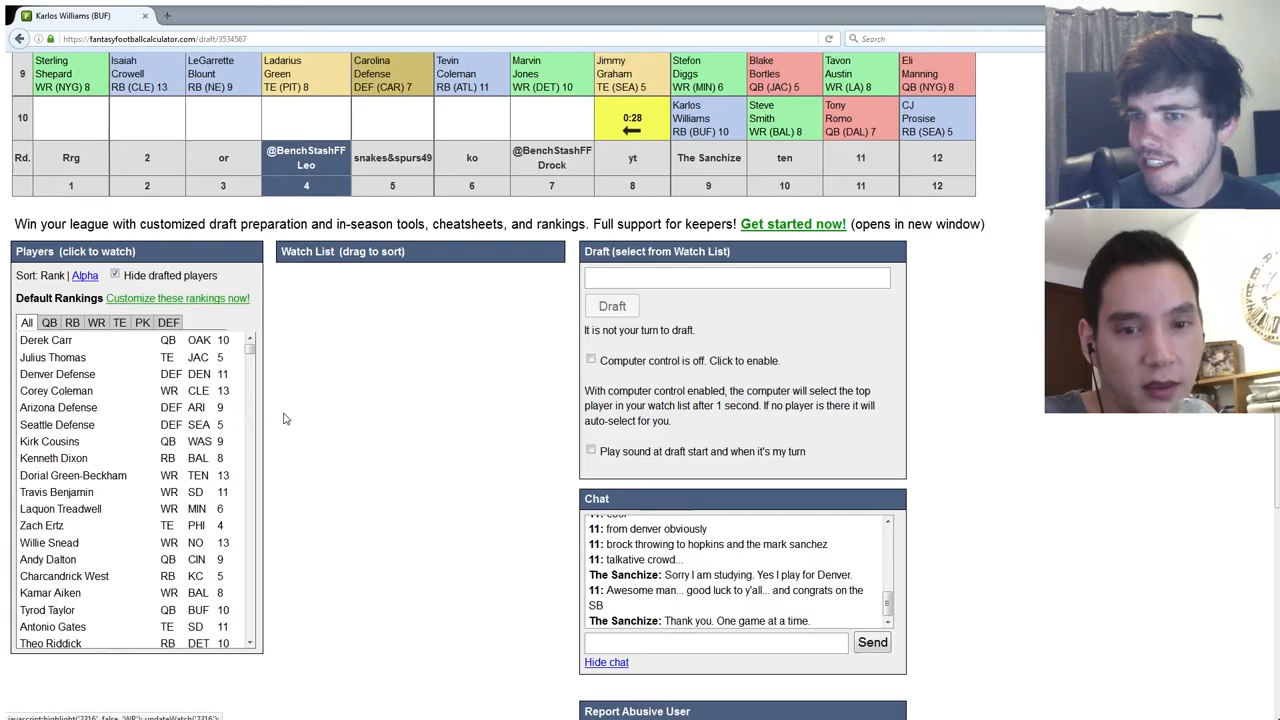 Karlos Williams (BUF)
https://fantasyfootballcalculator.com/draft/3534567
Search
9
Sterling Shepard WR (NYG) 8
Isaiah Crowell RB (CLE) 13
LeGarrette Blount RB (NE) 9
Ladarius Green TE (PIT) 8
Carolina Defense DEF (CAR) 7
Tevin Coleman RB (ATL) 11
Marvin Jones WR (DET) 10
Jimmy Graham TE (SEA) 5
Stefon Diggs WR (MIN) 6
Blake Bortles QB (JAC) 5
Tavon Austin WR (LA) 8
Eli Manning QB (NYG) 8
10
0:28
Karlos Williams RB (BUF) 10
Steve Smith WR (BAL) 8
Tony Romo QB (DAL) 7
CJ Prosise RB (SEA) 5
Rd. Rrg 2 or @BenchStashFF Leo snakes&spurs49 ko @BenchStashFF Drock yt The Sanchize ten 11 12
1 2 3 4 5 6 7 8 9 10 11 12
Win your league with customized draft preparation and in-season tools, cheatsheets, and rankings. Full support for keepers! Get started now! (opens in new window)
Players (click to watch)
Sort: Rank | Alpha Hide drafted players
Default Rankings Customize these rankings now!
All QB RB WR TE PK DEF
Derek Carr QB OAK 10
Julius Thomas TE JAC 5
Denver Defense DEF DEN 11
Corey Coleman WR CLE 13
Arizona Defense DEF ARI 9
Seattle Defense DEF SEA 5
Kirk Cousins QB WAS 9
Kenneth Dixon RB BAL 8
Dorial Green-Beckham WR TEN 13
Travis Benjamin WR SD 11
Laquon Treadwell WR MIN 6
Zach Ertz TE PHI 4
Willie Snead WR NO 13
Andy Dalton QB CIN 9
Charcandrick West RB KC 5
Kamar Aiken WR BAL 8
Tyrod Taylor QB BUF 10
Antonio Gates TE SD 11
Theo Riddick RB DET 10
Watch List (drag to sort)
Draft (select from Watch List)
Draft
It is not your turn to draft.
Computer control is off. Click to enable.
With computer control enabled, the computer will select the top
player in your watch list after 1 second. If no player is there it will
auto-select for you.
Play sound at draft start and when it's my turn
Chat
11: from denver obviously
11: brock throwing to hopkins and the mark sanchez
11: talkative crowd...
The Sanchize: Sorry I am studying. Yes I play for Denver.
11: Awesome man... good luck to y'all... and congrats on the
SB
The Sanchize: Thank you. One game at a time.
Send
Hide chat
Report Abusive User
javascript:highlight('2316', false, 'WR'); updateWatch('2316');